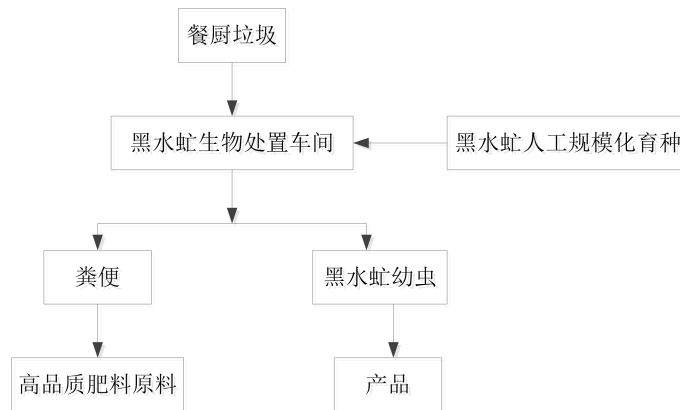 餐厨垃圾
黑水虻生物处置车间
黑水虻人工规模化育种
粪便
黑水虻幼虫
高品质肥料原料
产品